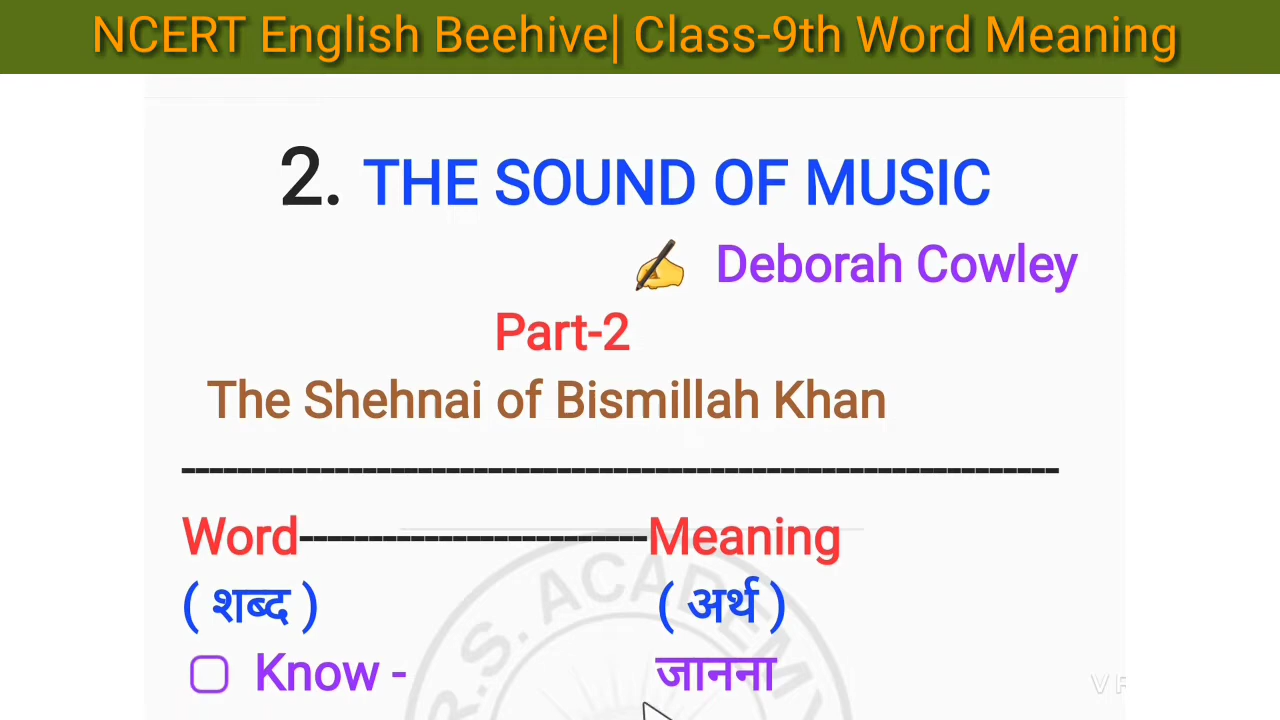 NCERT English Beehive| Class-9th Word Meaning
2. THE SOUND OF MUSIC
✍ Deborah Cowley
Part-2
The Shehnai of Bismillah Khan
--------------------------------------------------------------
Word-------------------------Meaning
( शब्द ) ( अर्थ )
▢ Know - जानना
R.S. ACADEMY